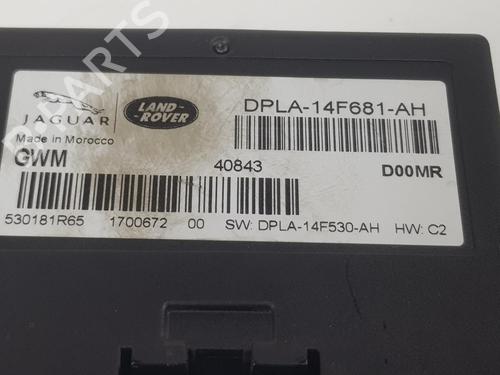 DPLA-14F681-AH
JAGUAR
LAND-
ROVER
Made in Morocco
GWM
40843
D00MR
530181R65
1700672
00
SW: DPLA-14F530-AH
HW: C2